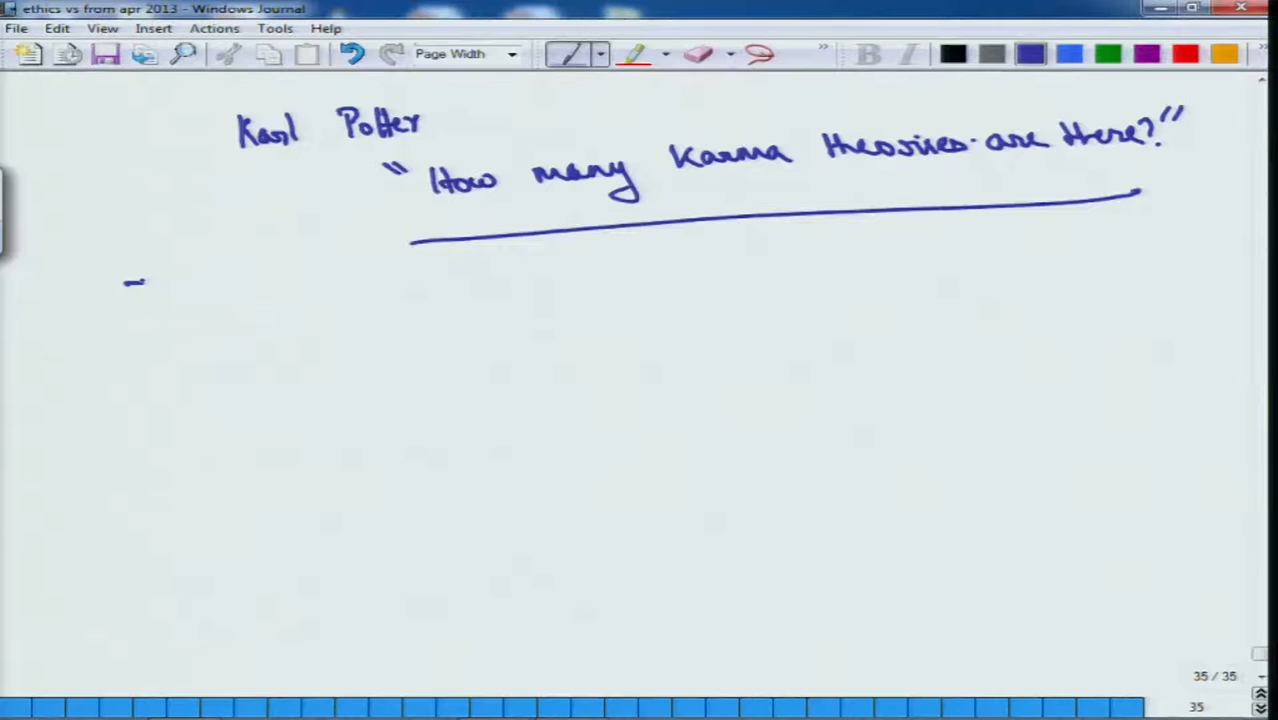 ethics vs from apr 2013 - Windows Journal
File Edit View Insert Actions Tools Help
Page Width
B I
Karl Potter
"How many Karma theories are there?"
-
35 / 35
35